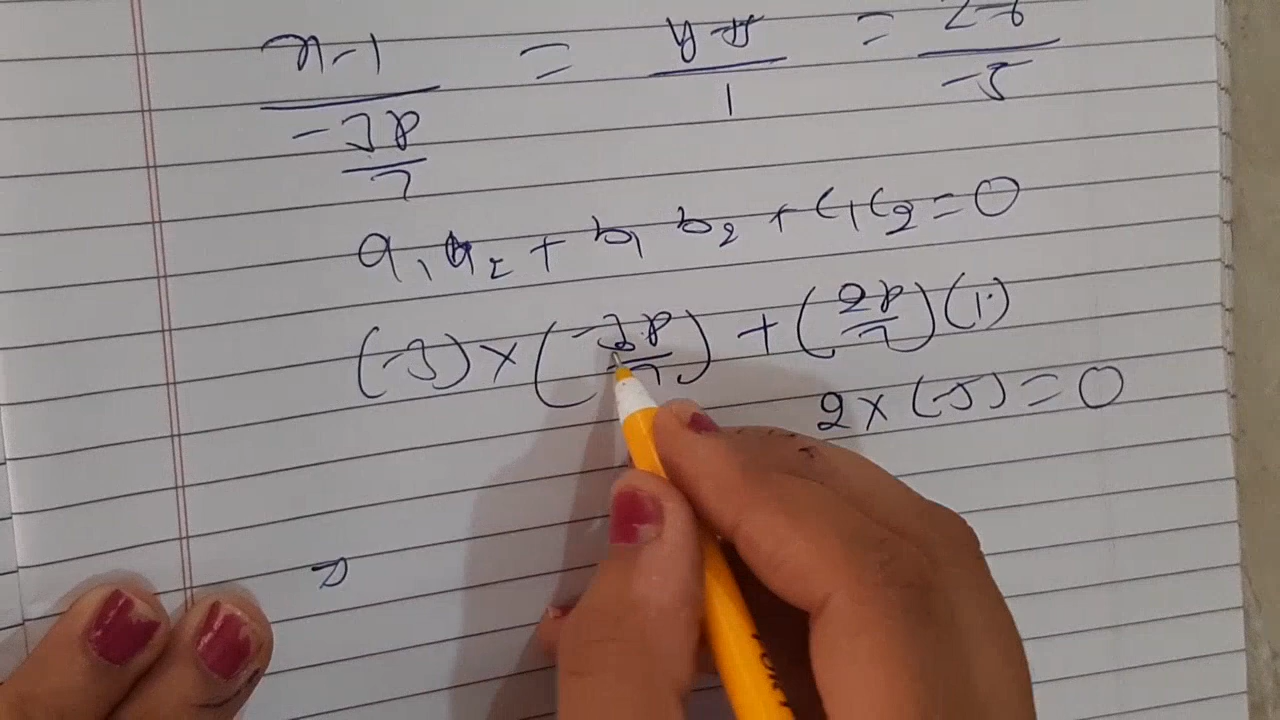 x-1 / (-3p/7) = y-5 / 1 = z-6 / -5
a₁a₂ + b₁b₂ + c₁c₂ = 0
(-3) × (-3p/7) + (2p/7)(1)
2 × (-5) = 0